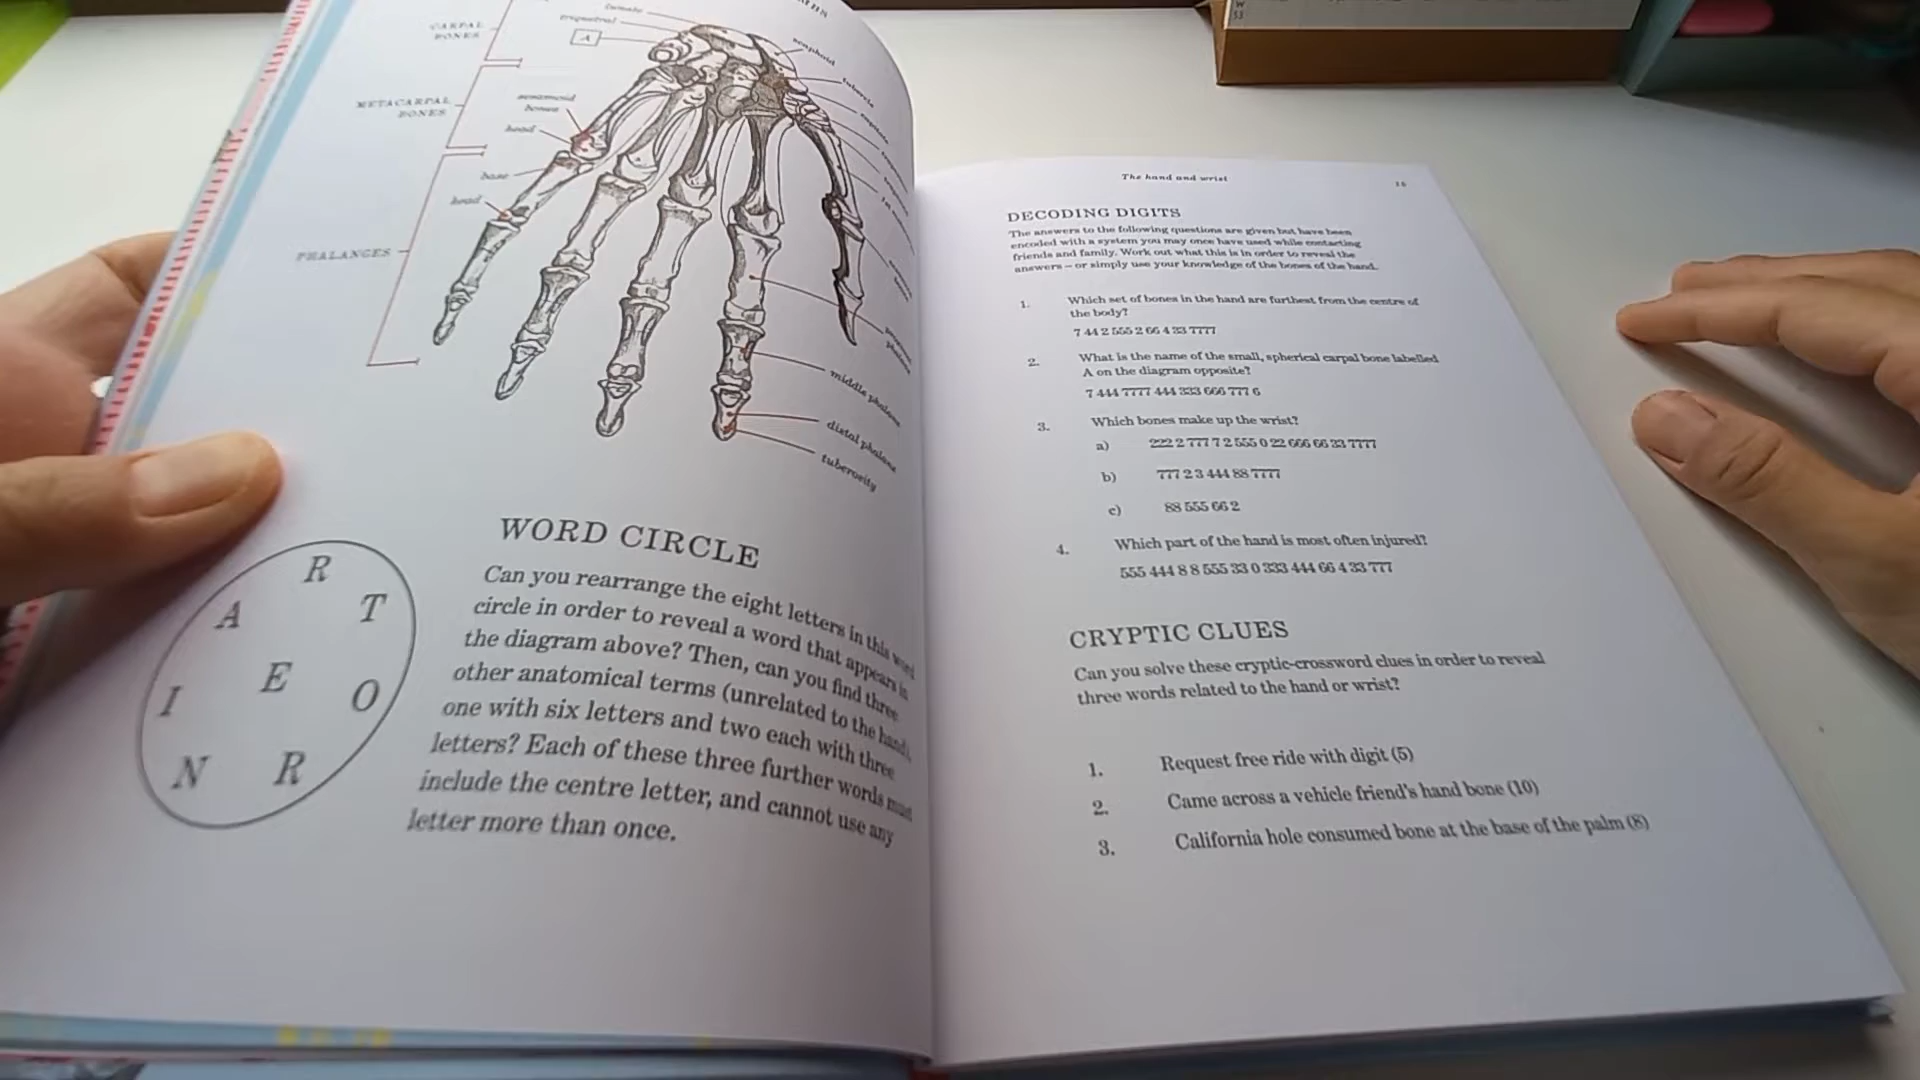 CARPAL
BONES
lunate
triquetral
A
scaphoid
tubercle
METACARPAL
BONES
sesamoid
bones
head
base
head
PHALANGES
middle phalanx
distal phalanx
tuberosity
WORD CIRCLE
Can you rearrange the eight letters in this word
circle in order to reveal a word that appears in
the diagram above? Then, can you find three
other anatomical terms (unrelated to the hand),
one with six letters and two each with three
letters? Each of these three further words must
include the centre letter, and cannot use any
letter more than once.
R
A T
E
I O
N R
The hand and wrist
15
DECODING DIGITS
The answers to the following questions are given but have been
encoded with a system you may once have used while contacting
friends and family. Work out what this is in order to reveal the
answers – or simply use your knowledge of the bones of the hand.
1. Which set of bones in the hand are furthest from the centre of
the body?
7 44 2 555 2 66 4 33 7777
2. What is the name of the small, spherical carpal bone labelled
A on the diagram opposite?
7 444 7777 444 333 666 777 6
3. Which bones make up the wrist?
a) 222 2 777 7 2 555 0 22 666 66 33 7777
b) 777 2 3 444 88 7777
c) 88 555 66 2
4. Which part of the hand is most often injured?
555 444 8 8 555 33 0 333 444 66 4 33 777
CRYPTIC CLUES
Can you solve these cryptic-crossword clues in order to reveal
three words related to the hand or wrist?
1. Request free ride with digit (5)
2. Came across a vehicle friend's hand bone (10)
3. California hole consumed bone at the base of the palm (8)
W
53